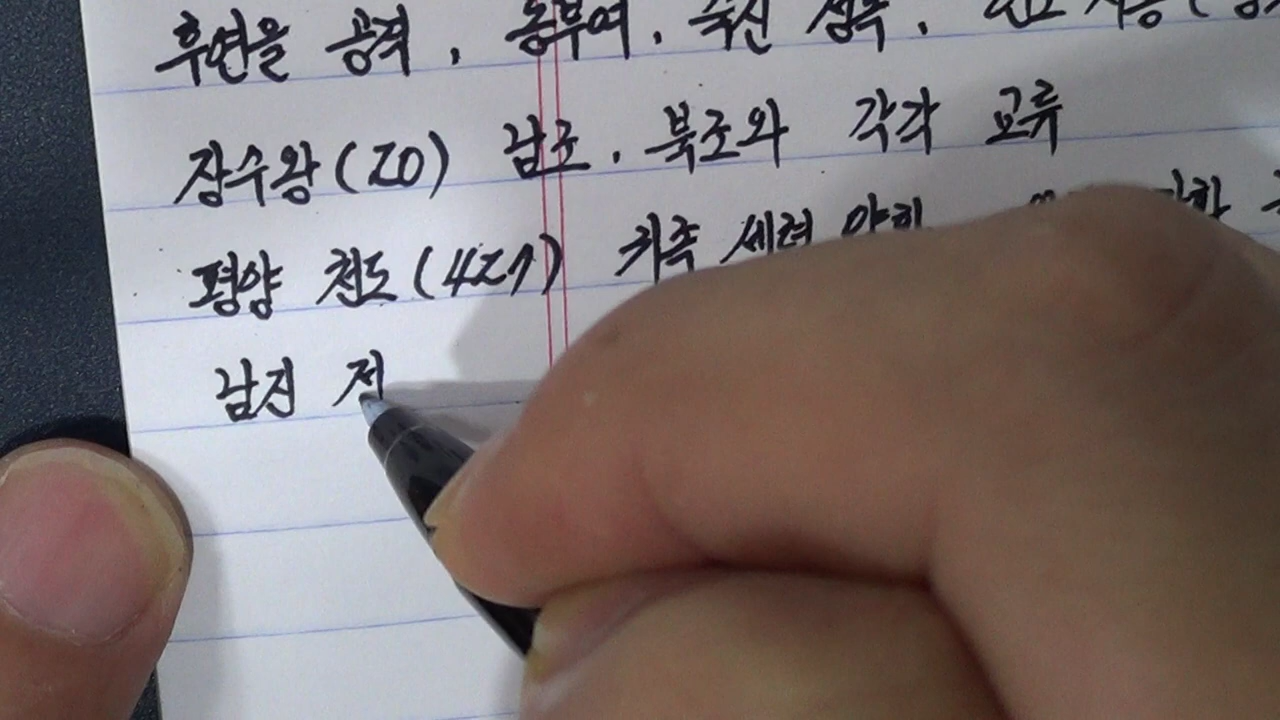 후연을 공격, 동부여, 숙신 정복,
장수왕(20) 남조, 북조와 각각 교류
평양 천도(427) 귀족 세력 약화
남진 저